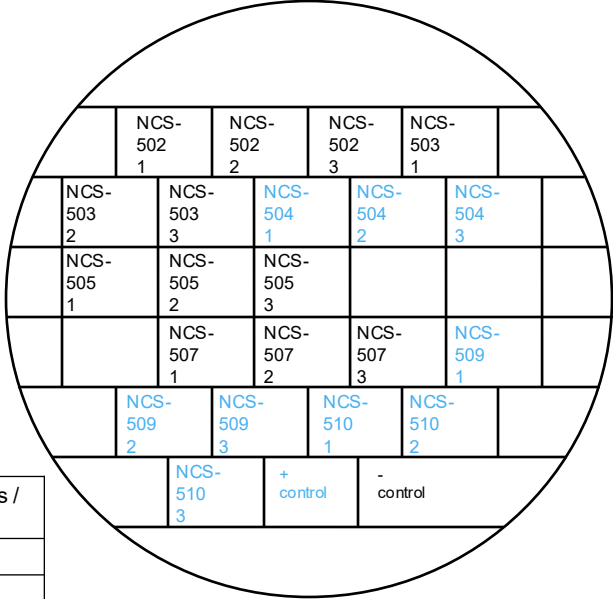 NCS-
502
1
NCS-
502
2
NCS-
502
3
NCS-
503
1
NCS-
503
2
NCS-
503
3
NCS-
504
1
NCS-
504
2
NCS-
504
3
NCS-
505
1
NCS-
505
2
NCS-
505
3
NCS-
507
1
NCS-
507
2
NCS-
507
3
NCS-
509
1
NCS-
509
2
NCS-
509
3
NCS-
510
1
NCS-
510
2
NCS-
510
3
+
control
-
control
s /